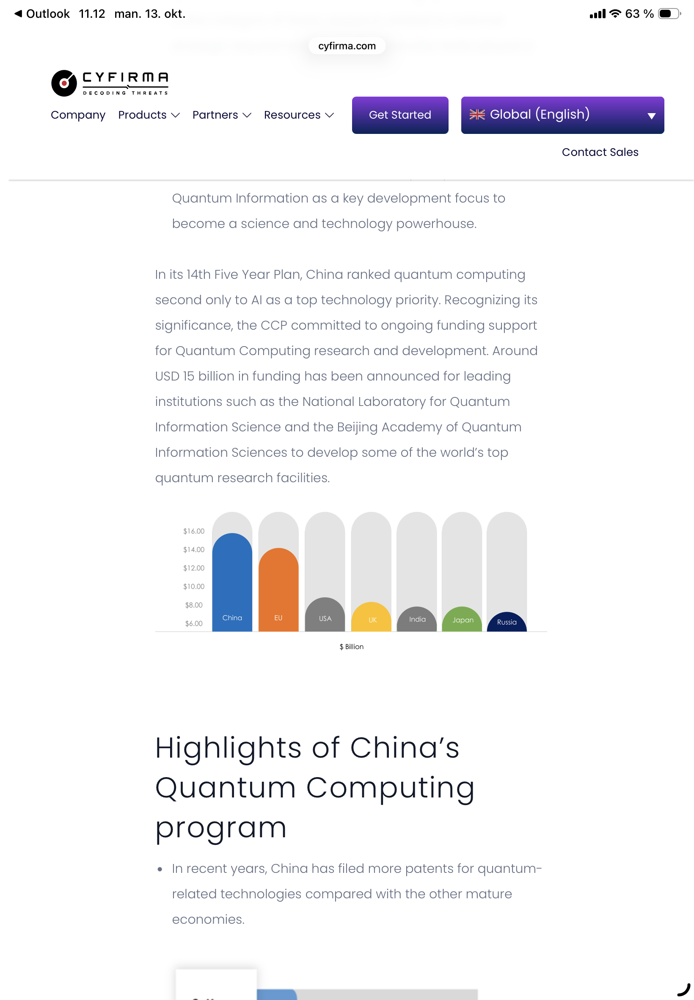 Outlook 11.12 man. 13. okt. 63 %
cyfirma.com
CYFIRMA
DECODING THREATS
Company Products Partners Resources Get Started Global (English)
Contact Sales
Quantum Information as a key development focus to
become a science and technology powerhouse.
In its 14th Five Year Plan, China ranked quantum computing
second only to AI as a top technology priority. Recognizing its
significance, the CCP committed to ongoing funding support
for Quantum Computing research and development. Around
USD 15 billion in funding has been announced for leading
institutions such as the National Laboratory for Quantum
Information Science and the Beijing Academy of Quantum
Information Sciences to develop some of the world’s top
quantum research facilities.
$16.00
$14.00
$12.00
$10.00
$8.00
$6.00
China EU USA UK India Japan Russia
$ Billion
Highlights of China’s
Quantum Computing
program
• In recent years, China has filed more patents for quantum-
related technologies compared with the other mature
economies.